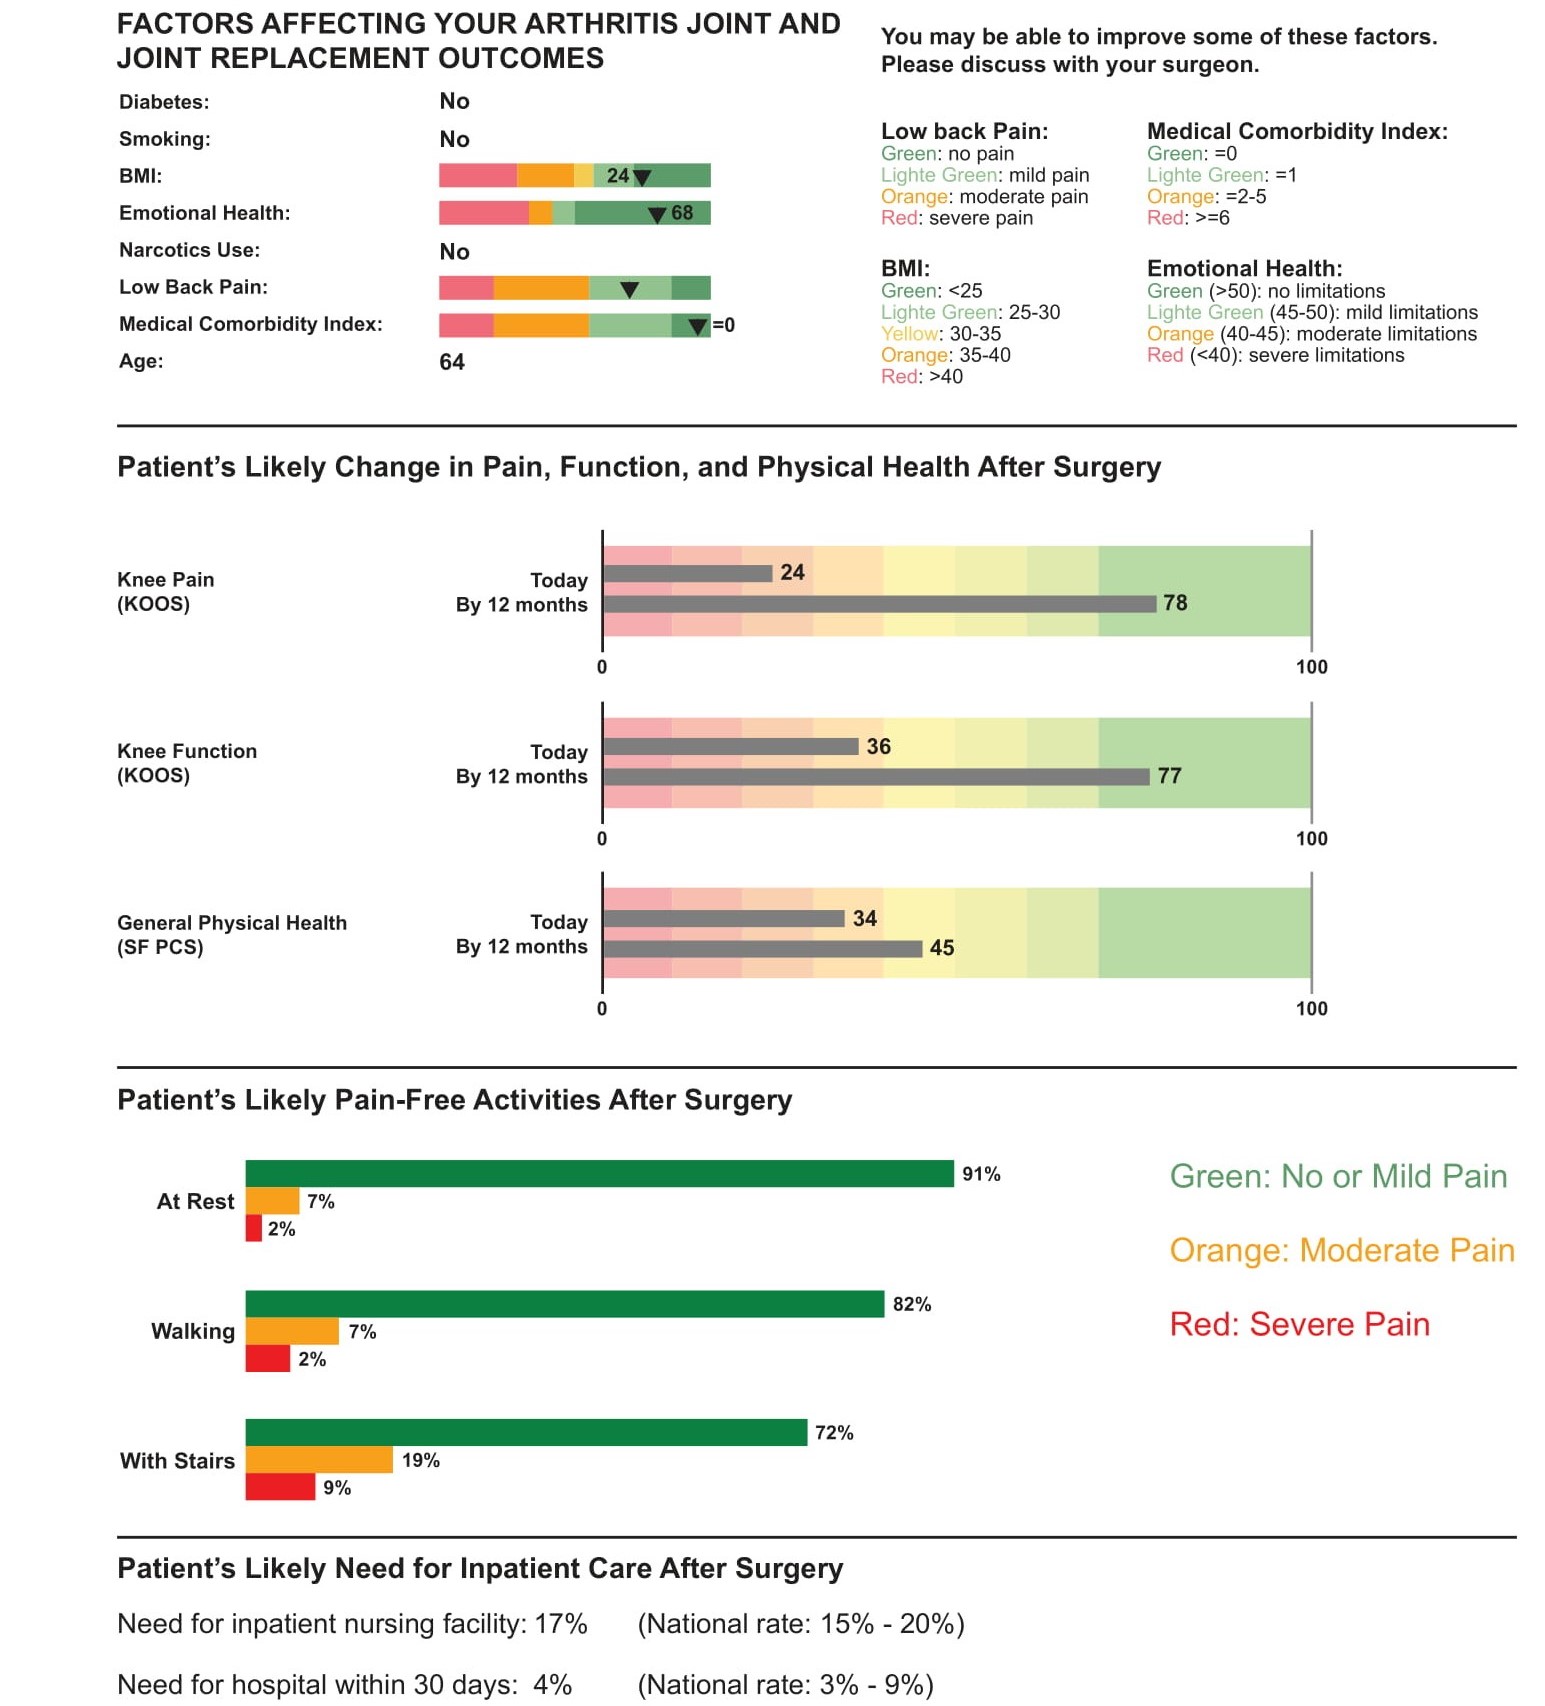 FACTORS AFFECTING YOUR ARTHRITIS JOINT AND
JOINT REPLACEMENT OUTCOMES
Diabetes: No
Smoking: No
BMI: 24
Emotional Health: 68
Narcotics Use: No
Low Back Pain:
Medical Comorbidity Index: =0
Age: 64
You may be able to improve some of these factors.
Please discuss with your surgeon.
Low back Pain:
Green: no pain
Lighte Green: mild pain
Orange: moderate pain
Red: severe pain
Medical Comorbidity Index:
Green: =0
Lighte Green: =1
Orange: =2-5
Red: >=6
BMI:
Green: <25
Lighte Green: 25-30
Yellow: 30-35
Orange: 35-40
Red: >40
Emotional Health:
Green (>50): no limitations
Lighte Green (45-50): mild limitations
Orange (40-45): moderate limitations
Red (<40): severe limitations
Patient’s Likely Change in Pain, Function, and Physical Health After Surgery
Knee Pain
(KOOS)
Today 24
By 12 months 78
0 100
Knee Function
(KOOS)
Today 36
By 12 months 77
0 100
General Physical Health
(SF PCS)
Today 34
By 12 months 45
0 100
Patient’s Likely Pain-Free Activities After Surgery
91%
At Rest 7%
2%
82%
Walking 7%
2%
72%
With Stairs 19%
9%
Green: No or Mild Pain
Orange: Moderate Pain
Red: Severe Pain
Patient’s Likely Need for Inpatient Care After Surgery
Need for inpatient nursing facility: 17% (National rate: 15% - 20%)
Need for hospital within 30 days: 4% (National rate: 3% - 9%)